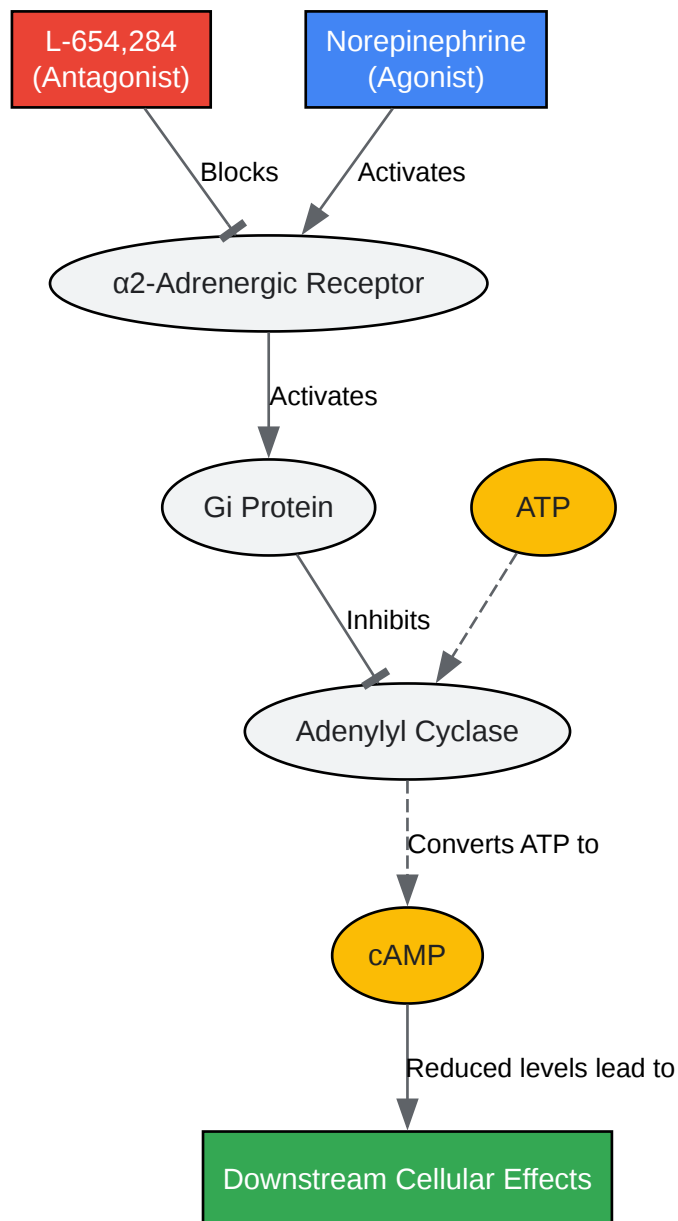 L-654,284
(Antagonist)
Norepinephrine
(Agonist)
Blocks
Activates
α2-Adrenergic Receptor
Activates
Gi Protein
ATP
Inhibits
Adenylyl Cyclase
Converts ATP to
cAMP
Reduced levels lead to
Downstream Cellular Effects